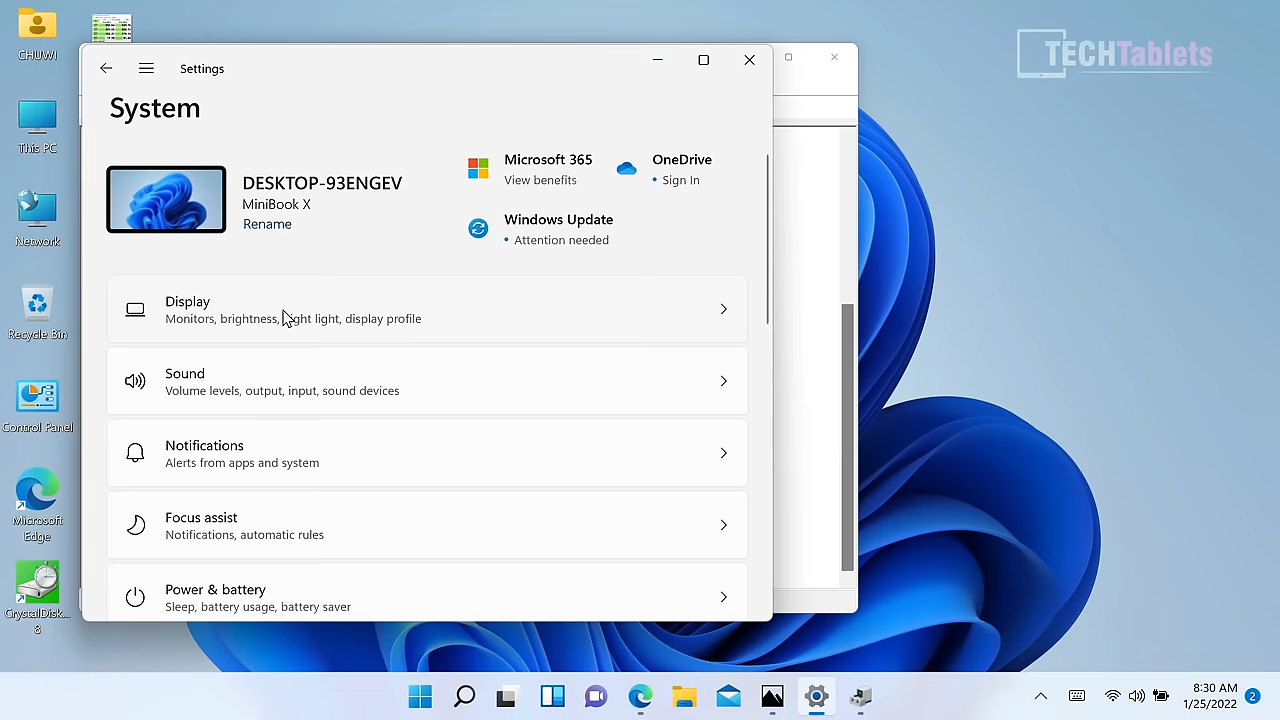 CHUWI
This PC
Network
Recycle Bin
Control Panel
Microsoft
Edge
CrystalDisk...
8
Settings
System
DESKTOP-93ENGEV
MiniBook X
Rename
Microsoft 365
View benefits
OneDrive
• Sign In
Windows Update
• Attention needed
Display
Monitors, brightness, night light, display profile
Sound
Volume levels, output, input, sound devices
Notifications
Alerts from apps and system
Focus assist
Notifications, automatic rules
Power & battery
Sleep, battery usage, battery saver
TECHTablets
8:30 AM
1/25/2022
2